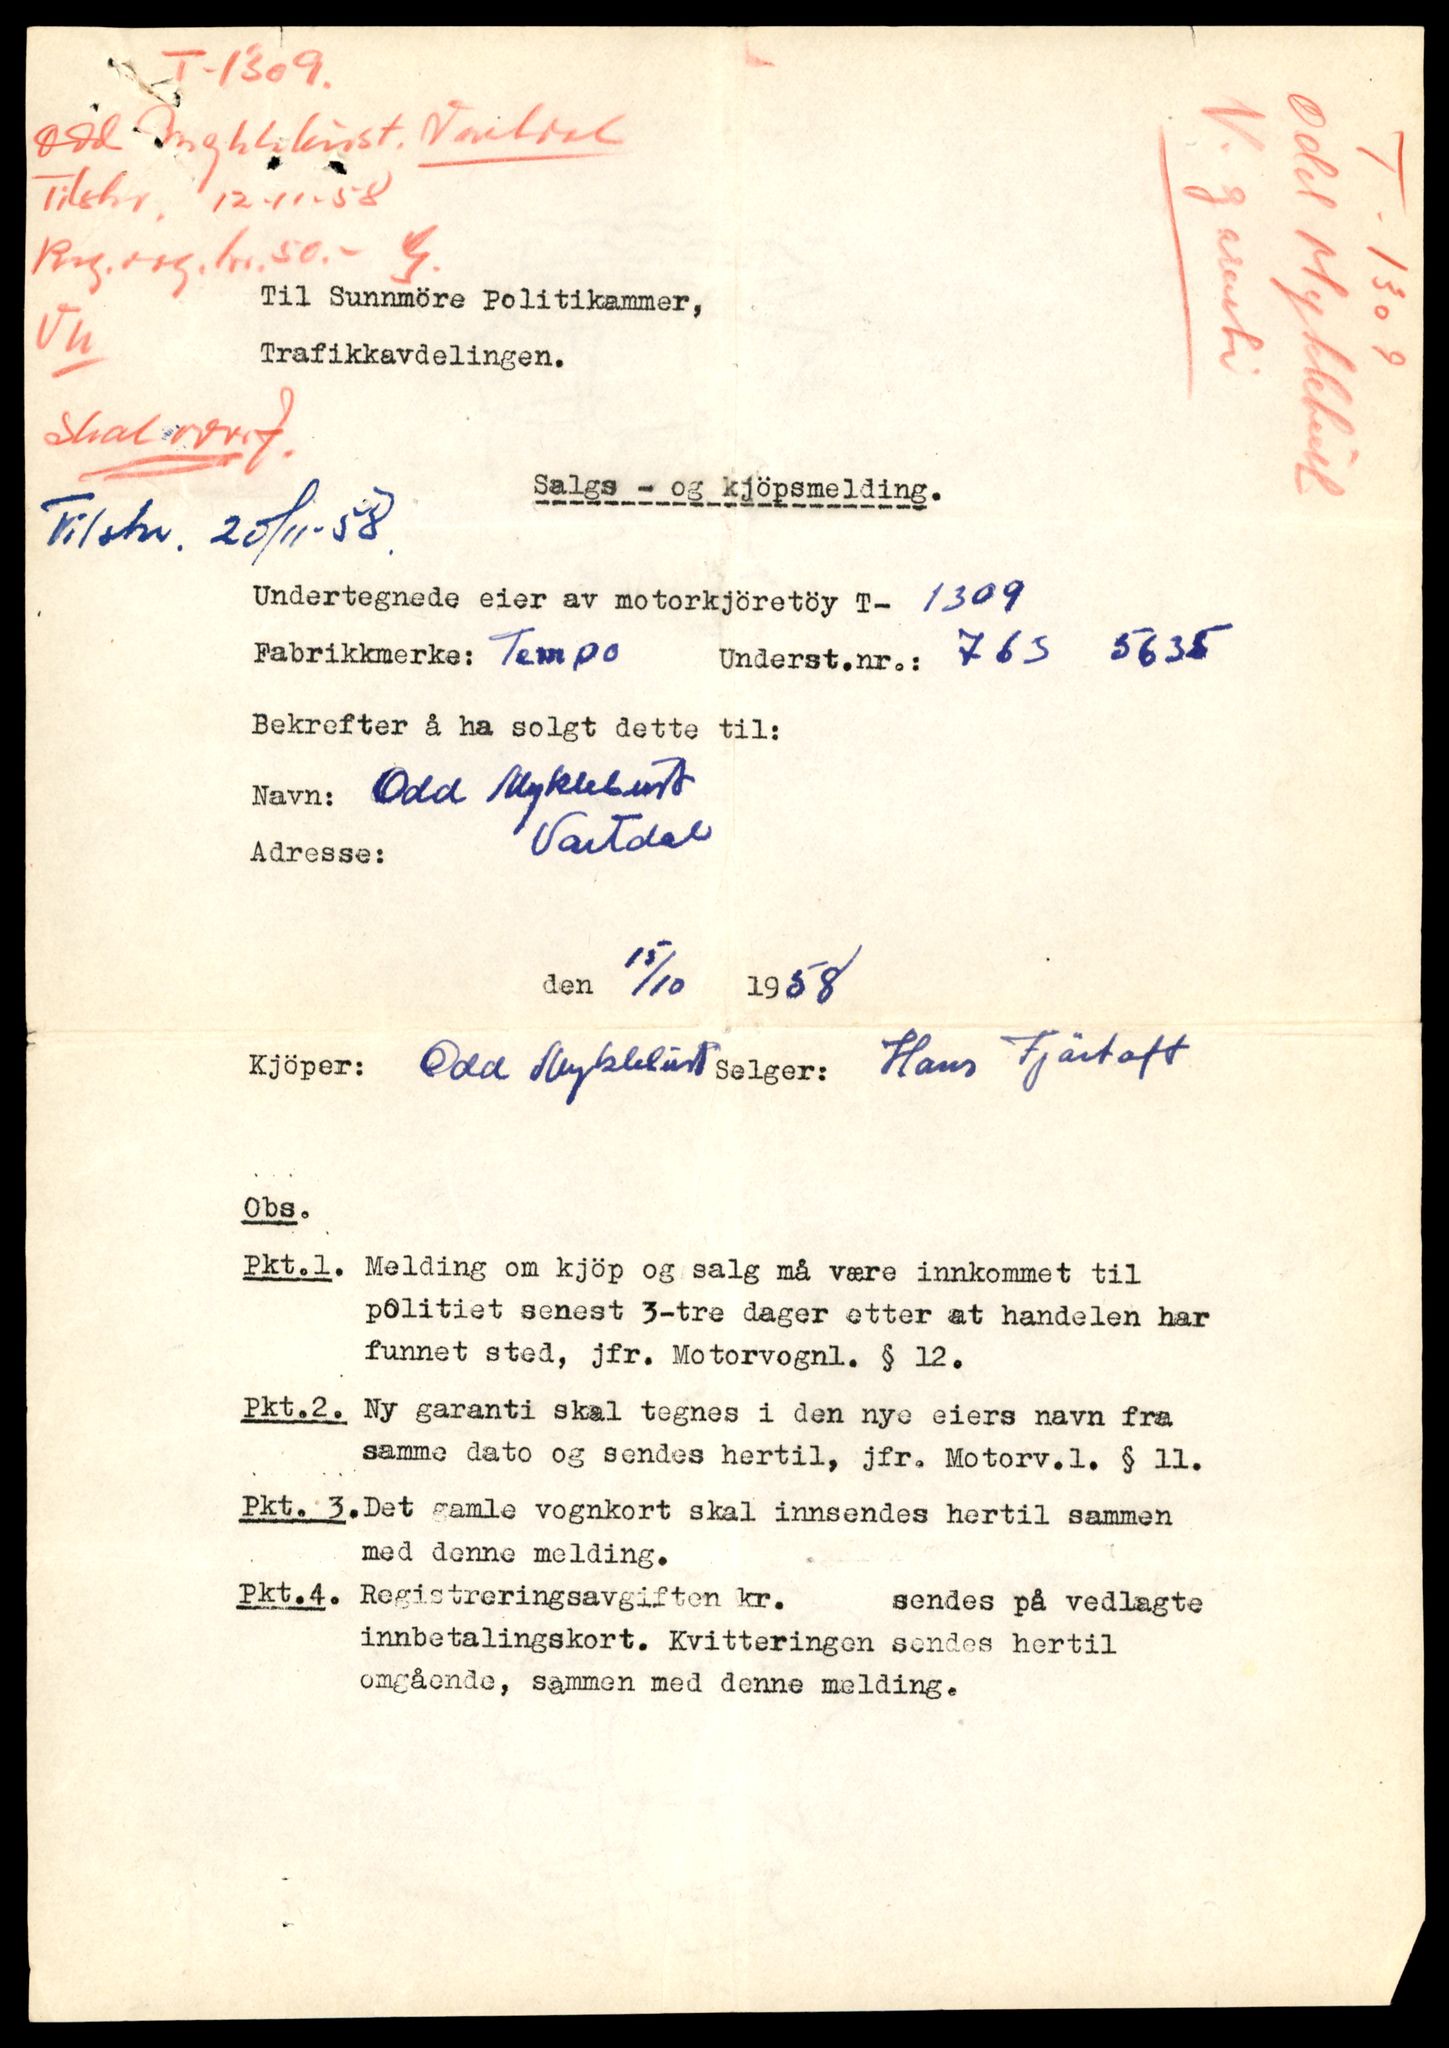 T-1309.
Odd Myklebust. Vartdal
Tilskr. 12-11-58
Reg. avg. kr. 50.-
Vu
Skal
Tilskr. 20/11-58.
T-1309
Odd Myklebust
V. garanti
Til Sunnmöre Politikammer,
Trafikkavdelingen.
Salgs - og kjöpsmelding.
Undertegnede eier av motorkjöretöy T- 1309
Fabrikkmerke: Tempo Underst.nr.: 765 5635
Bekrefter å ha solgt dette til:
Navn: Odd Myklebust
Adresse: Vartdal
den 15/10 1958
Kjöper: Odd Myklebust Selger: Hans Fjärtoft
Obs.
Pkt.1. Melding om kjöp og salg må være innkommet til
politiet senest 3-tre dager etter at handelen har
funnet sted, jfr. Motorvognl. § 12.
Pkt.2. Ny garanti skal tegnes i den nye eiers navn fra
samme dato og sendes hertil, jfr. Motorv.l. § 11.
Pkt. 3. Det gamle vognkort skal innsendes hertil sammen
med denne melding.
Pkt.4. Registreringsavgiften kr. sendes på vedlagte
innbetalingskort. Kvitteringen sendes hertil
omgående, sammen med denne melding.